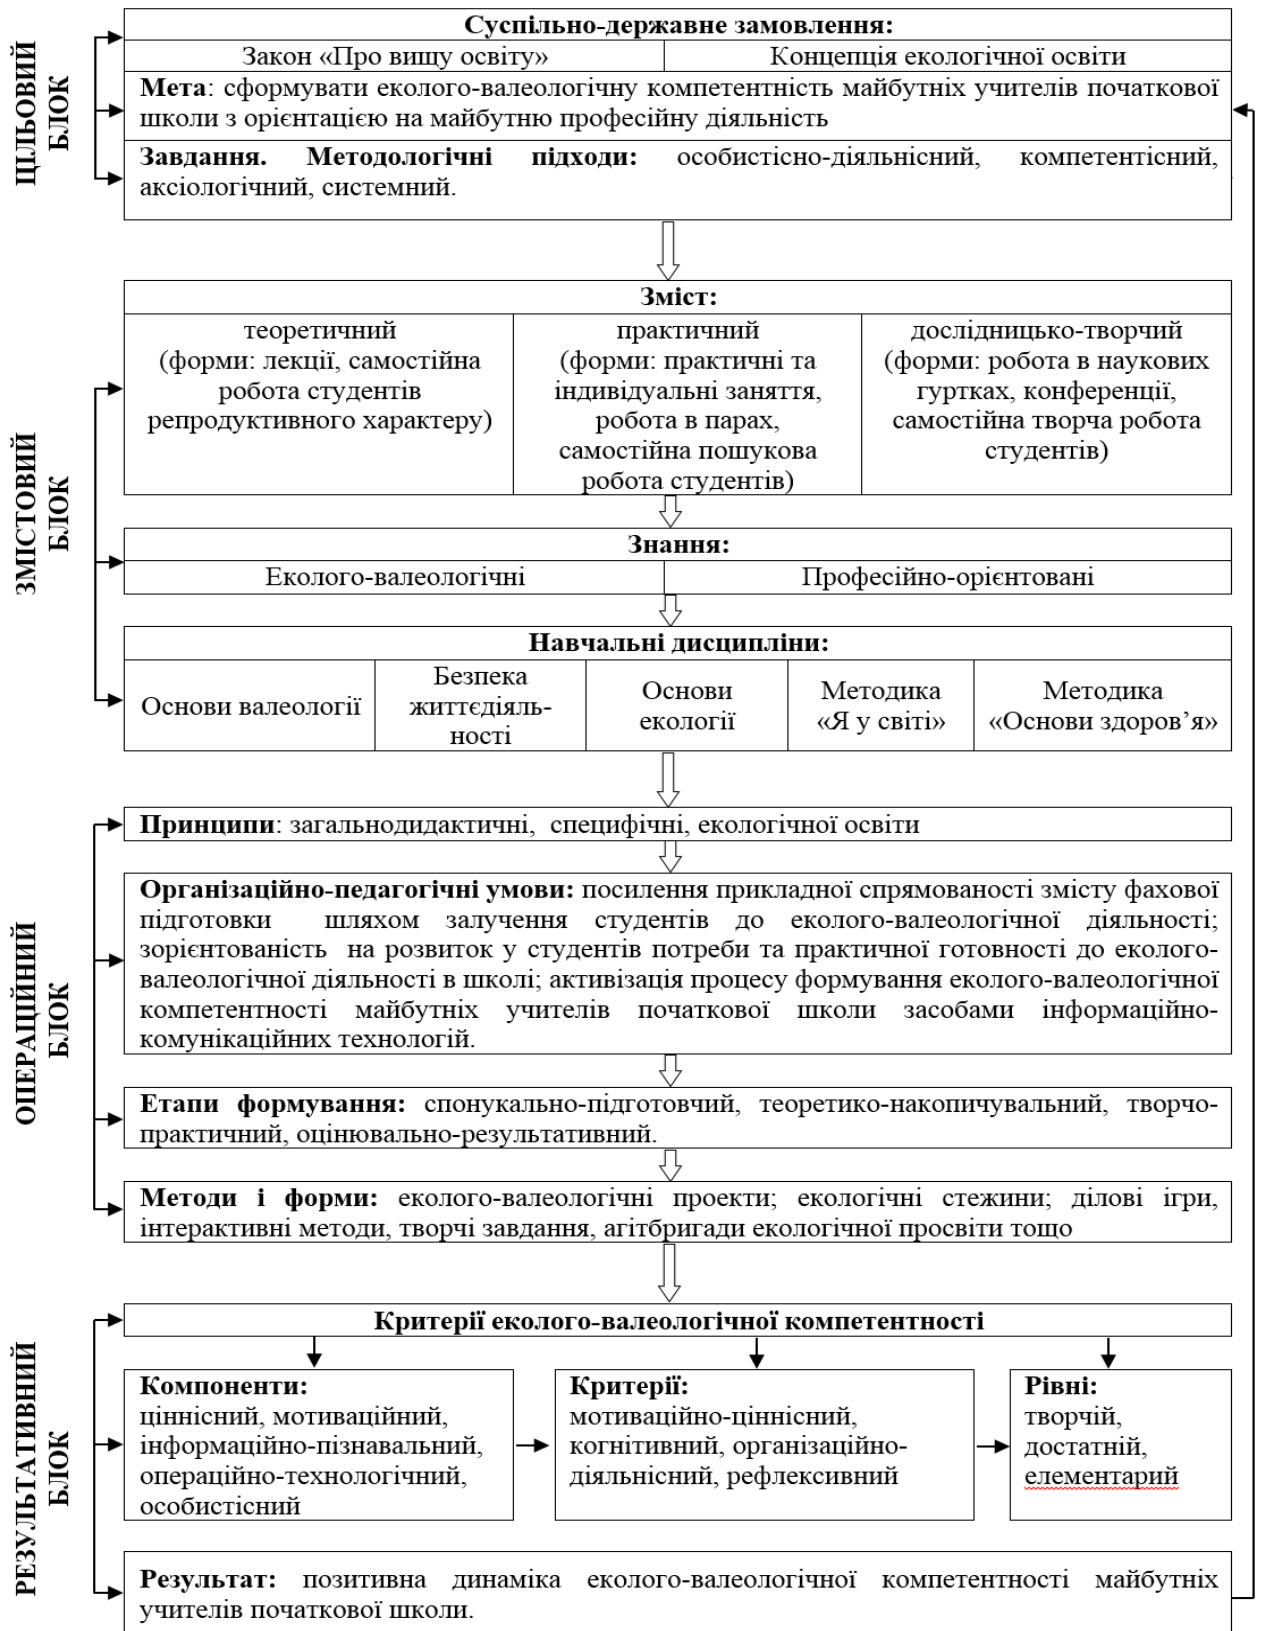 ЦІЛЬОВИЙ
БЛОК
Суспільно-державне замовлення:
Закон «Про вищу освіту»
Концепція екологічної освіти
Мета: сформувати еколого-валеологічну компетентність майбутніх учителів початкової
школи з орієнтацією на майбутню професійну діяльність
Завдання. Методологічні підходи: особистісно-діяльнісний, компетентісний,
аксіологічний, системний.
ЗМІСТОВИЙ
БЛОК
Зміст:
теоретичний
(форми: лекції, самостійна
робота студентів
репродуктивного характеру)
практичний
(форми: практичні та
індивідуальні заняття,
робота в парах,
самостійна пошукова
робота студентів)
дослідницько-творчий
(форми: робота в наукових
гуртках, конференції,
самостійна творча робота
студентів)
Знання:
Еколого-валеологічні
Професійно-орієнтовані
Навчальні дисципліни:
Основи валеології
Безпека
життєдіяль-
ності
Основи
екології
Методика
«Я у світі»
Методика
«Основи здоров’я»
ОПЕРАЦІЙНИЙ
БЛОК
Принципи: загальнодидактичні, специфічні, екологічної освіти
Організаційно-педагогічні умови: посилення прикладної спрямованості змісту фахової
підготовки шляхом залучення студентів до еколого-валеологічної діяльності;
зорієнтованість на розвиток у студентів потреби та практичної готовності до еколого-
валеологічної діяльності в школі; активізація процесу формування еколого-валеологічної
компетентності майбутніх учителів початкової школи засобами інформаційно-
комунікаційних технологій.
Етапи формування: спонукально-підготовчий, теоретико-накопичувальний, творчо-
практичний, оцінювально-результативний.
Методи і форми: еколого-валеологічні проекти; екологічні стежини; ділові ігри,
інтерактивні методи, творчі завдання, агітбригади екологічної просвіти тощо
РЕЗУЛЬТАТИВНИЙ
БЛОК
Критерії еколого-валеологічної компетентності
Компоненти:
ціннісний, мотиваційний,
інформаційно-пізнавальний,
операційно-технологічний,
особистісний
Критерії:
мотиваційно-ціннісний,
когнітивний, організаційно-
діяльнісний, рефлексивний
Рівні:
творчій,
достатній,
елементарий
Результат: позитивна динаміка еколого-валеологічної компетентності майбутніх
учителів початкової школи.